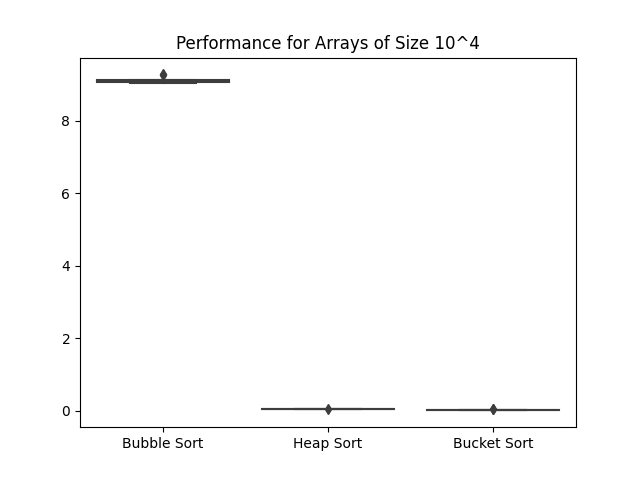 Performance for Arrays of Size 10^4
8
6
4
2
0
Bubble Sort
Heap Sort
Bucket Sort